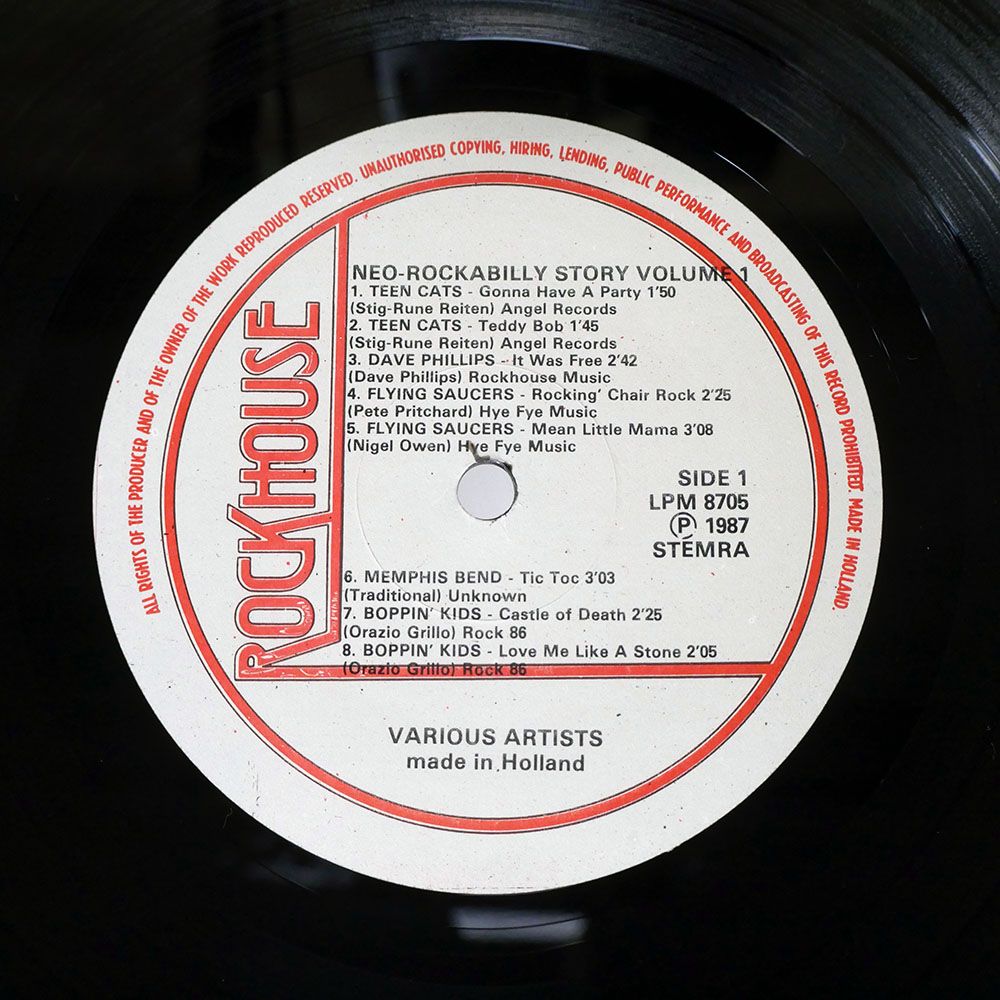 ALL RIGHTS OF THE PRODUCER AND OF THE OWNER OF THE WORK REPRODUCED RESERVED. UNAUTHORISED COPYING, HIRING, LENDING, PUBLIC PERFORMANCE AND BROADCASTING OF THIS RECORD PROHIBITED. MADE IN HOLLAND.
ROCKHOUSE
NEO-ROCKABILLY STORY VOLUME 1
1. TEEN CATS - Gonna Have A Party 1'50
(Stig-Rune Reiten) Angel Records
2. TEEN CATS - Teddy Bob 1'45
(Stig-Rune Reiten) Angel Records
3. DAVE PHILLIPS - It Was Free 2'42
(Dave Phillips) Rockhouse Music
4. FLYING SAUCERS - Rocking' Chair Rock 2'25
(Pete Pritchard) Hye Fye Music
5. FLYING SAUCERS - Mean Little Mama 3'08
(Nigel Owen) Hye Fye Music
SIDE 1
LPM 8705
Ⓟ 1987
STEMRA
6. MEMPHIS BEND - Tic Toc 3'03
(Traditional) Unknown
7. BOPPIN' KIDS - Castle of Death 2'25
(Orazio Grillo) Rock 86
8. BOPPIN' KIDS - Love Me Like A Stone 2'05
(Orazio Grillo) Rock 86
VARIOUS ARTISTS
made in Holland